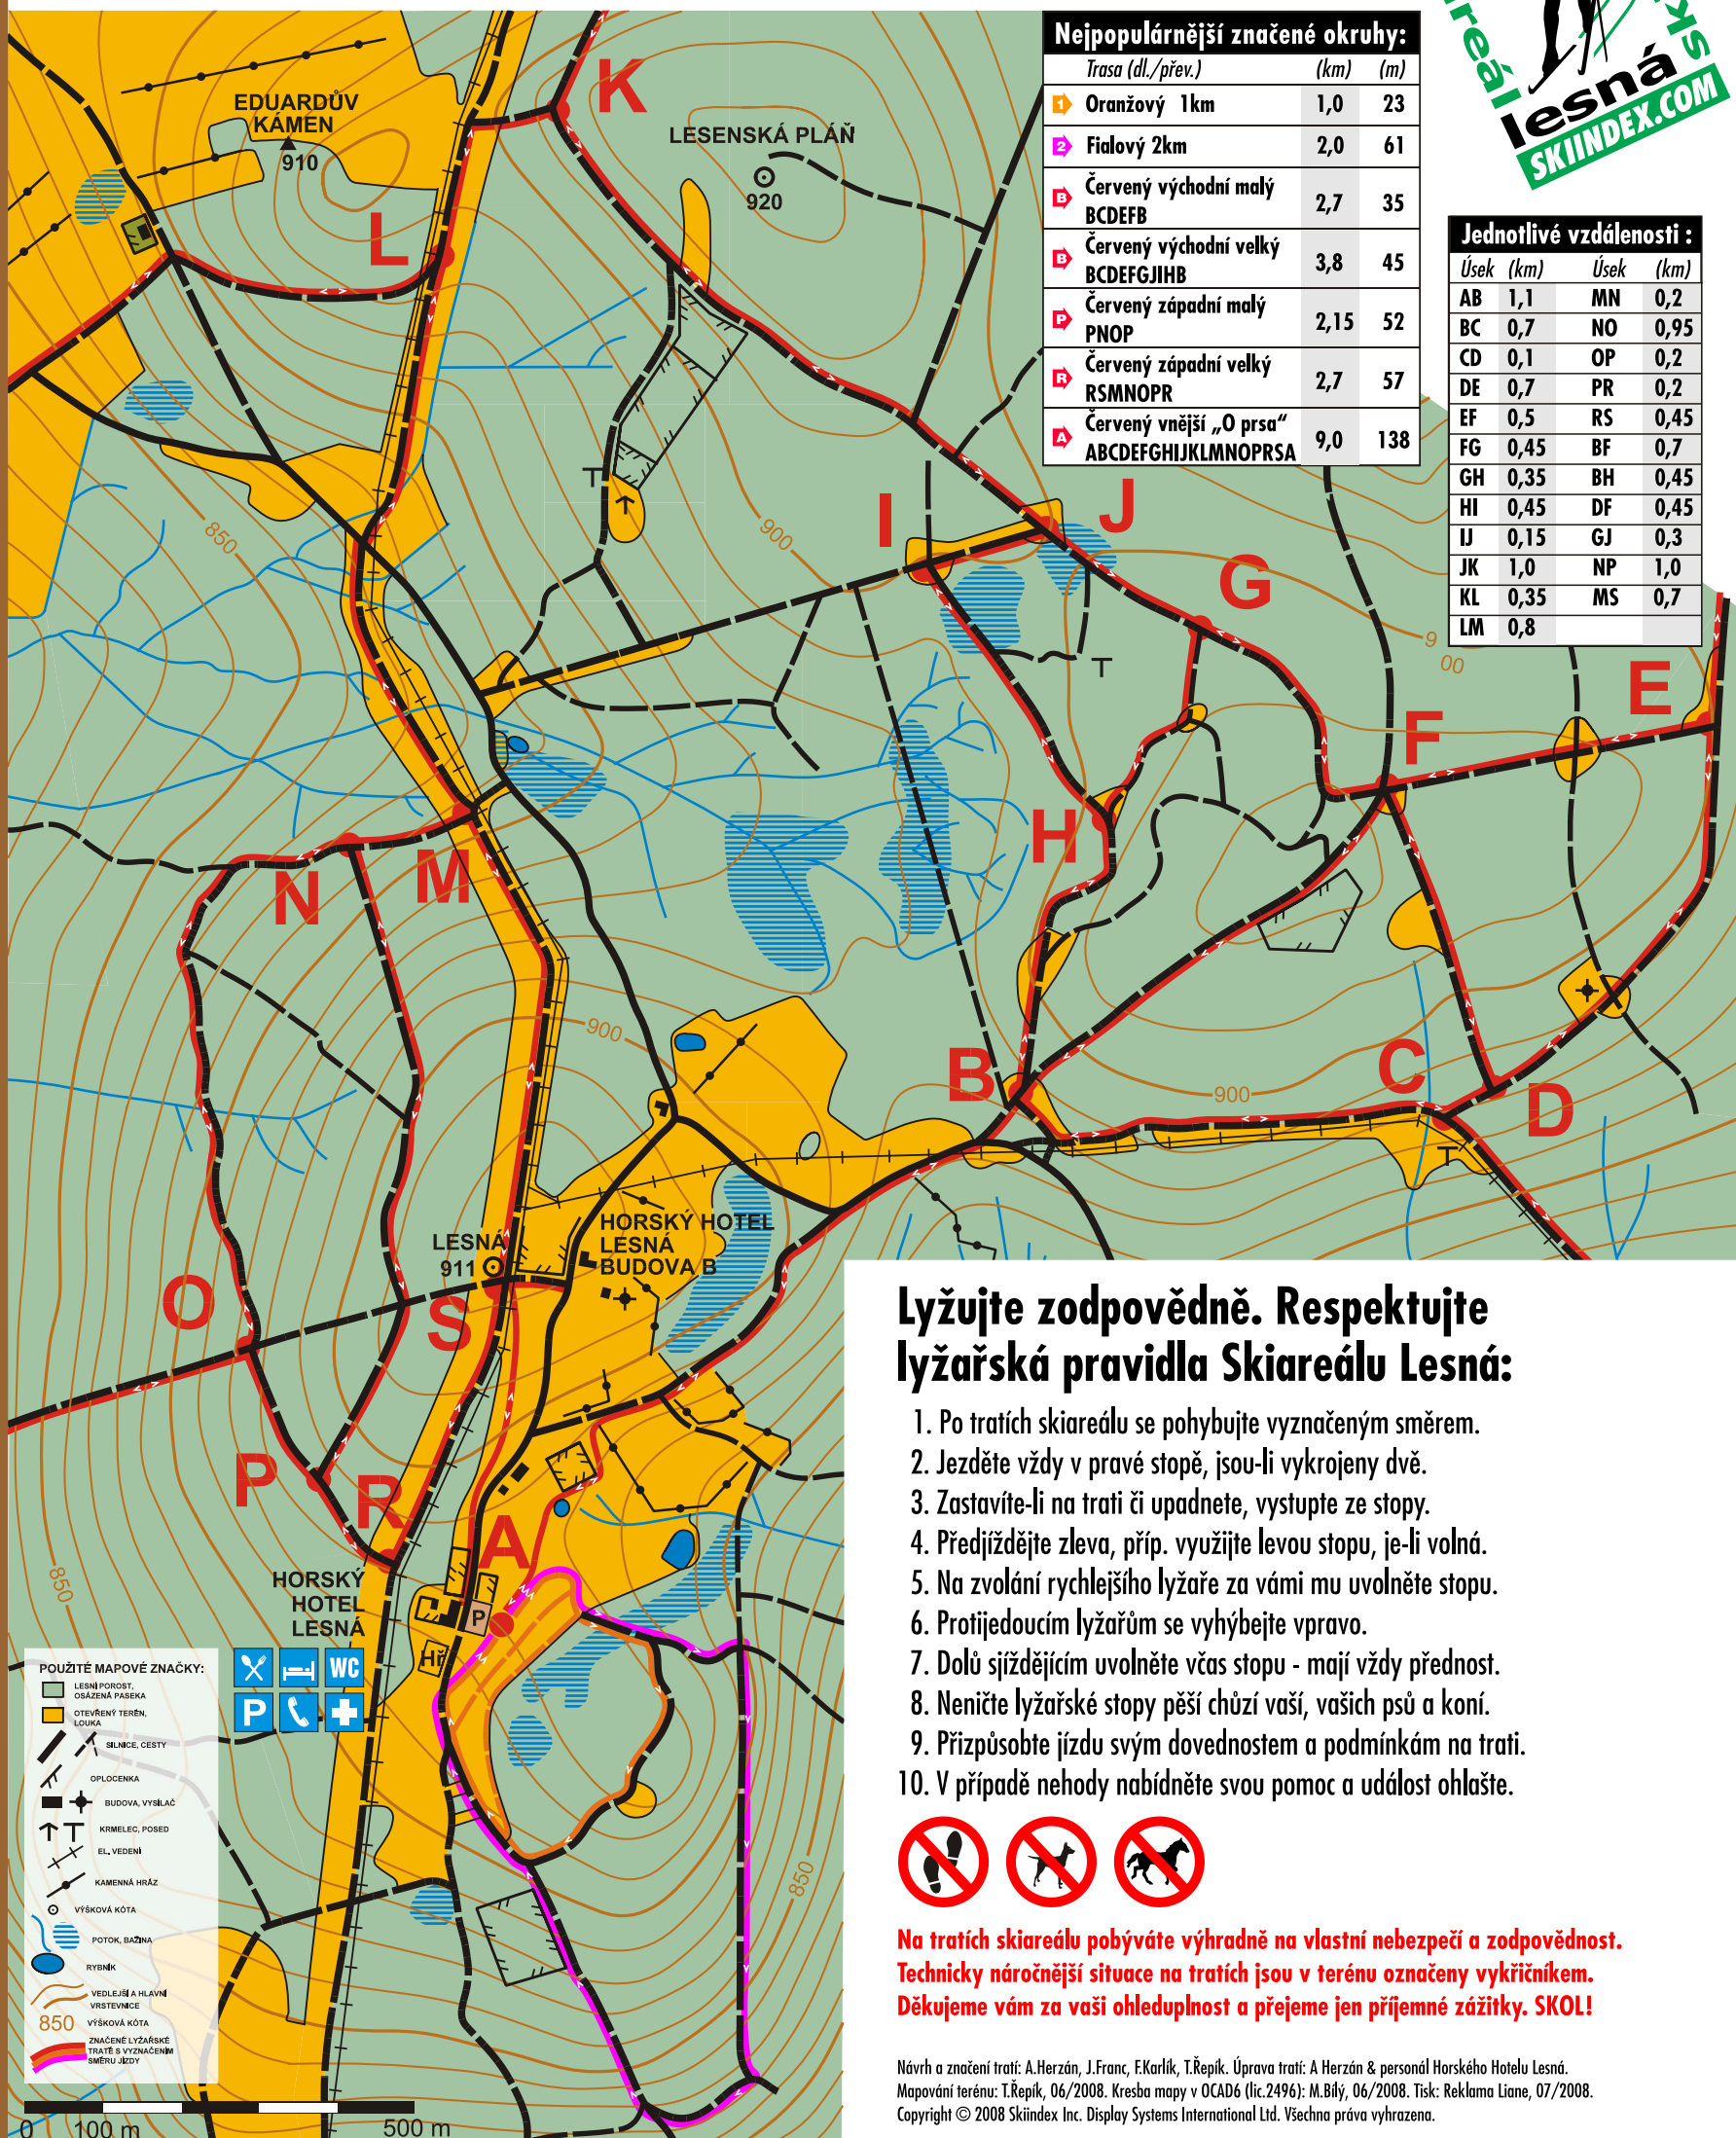 Nejpopulárnější značené okruhy:
Trasa (dl./přev.) (km) (m)
1 Oranžový 1km 1,0 23
2 Fialový 2km 2,0 61
B Červený východní malý
BCDEFB 2,7 35
B Červený východní velký
BCDEFGJIHB 3,8 45
P Červený západní malý
PNOP 2,15 52
R Červený západní velký
RSMNOPR 2,7 57
A Červený vnější „O prsa“
ABCDEFGHIJKLMNOPRSA 9,0 138
lesná
SKIINDEX.COM
Jednotlivé vzdálenosti :
Úsek (km) Úsek (km)
AB 1,1 MN 0,2
BC 0,7 NO 0,95
CD 0,1 OP 0,2
DE 0,7 PR 0,2
EF 0,5 RS 0,45
FG 0,45 BF 0,7
GH 0,35 BH 0,45
HI 0,45 DF 0,45
IJ 0,15 GJ 0,3
JK 1,0 NP 1,0
KL 0,35 MS 0,7
LM 0,8
EDUARDŮV
KÁMEN
910
K
LESENSKÁ PLÁŇ
920
L
850
900
I
J
G
900
E
F
H
M
N
900
B
C
900
D
LESNÁ
911
HORSKÝ HOTEL
LESNÁ
BUDOVA B
O
S
P
R
A
850
HORSKÝ
HOTEL
LESNÁ
P
Hř
WC
P
850
POUŽITÉ MAPOVÉ ZNAČKY:
LESNÍ POROST,
OSÁZENÁ PASEKA
OTEVŘENÝ TERÉN,
LOUKA
SILNICE, CESTY
OPLOCENKA
BUDOVA, VYSÍLAČ
KRMELEC, POSED
EL. VEDENÍ
KAMENNÁ HRÁZ
VÝŠKOVÁ KÓTA
POTOK, BAŽINA
RYBNÍK
VEDLEJŠÍ A HLAVNÍ
VRSTEVNICE
850 VÝŠKOVÁ KÓTA
ZNAČENÉ LYŽAŘSKÉ
TRATĚ S VYZNAČENÍM
SMĚRU JÍZDY
0 100 m 500 m
Lyžujte zodpovědně. Respektujte
lyžařská pravidla Skiareálu Lesná:
1. Po tratích skiareálu se pohybujte vyznačeným směrem.
2. Jezděte vždy v pravé stopě, jsou-li vykrojeny dvě.
3. Zastavíte-li na trati či upadnete, vystupte ze stopy.
4. Předjíždějte zleva, příp. využijte levou stopu, je-li volná.
5. Na zvolání rychlejšího lyžaře za vámi mu uvolněte stopu.
6. Protijedoucím lyžařům se vyhýbejte vpravo.
7. Dolů sjíždějícím uvolněte včas stopu - mají vždy přednost.
8. Neničte lyžařské stopy pěší chůzí vaší, vašich psů a koní.
9. Přizpůsobte jízdu svým dovednostem a podmínkám na trati.
10. V případě nehody nabídněte svou pomoc a událost ohlašte.
Na tratích skiareálu pobýváte výhradně na vlastní nebezpečí a zodpovědnost.
Technicky náročnější situace na tratích jsou v terénu označeny vykřičníkem.
Děkujeme vám za vaši ohleduplnost a přejeme jen příjemné zážitky. SKOL!
Návrh a značení tratí: A.Herzán, J.Franc, F.Karlík, T.Řepík. Úprava tratí: A Herzán & personál Horského Hotelu Lesná.
Mapování terénu: T.Řepík, 06/2008. Kresba mapy v OCAD6 (lic.2496): M.Bílý, 06/2008. Tisk: Reklama Liane, 07/2008.
Copyright © 2008 Skiindex Inc. Display Systems International Ltd. Všechna práva vyhrazena.